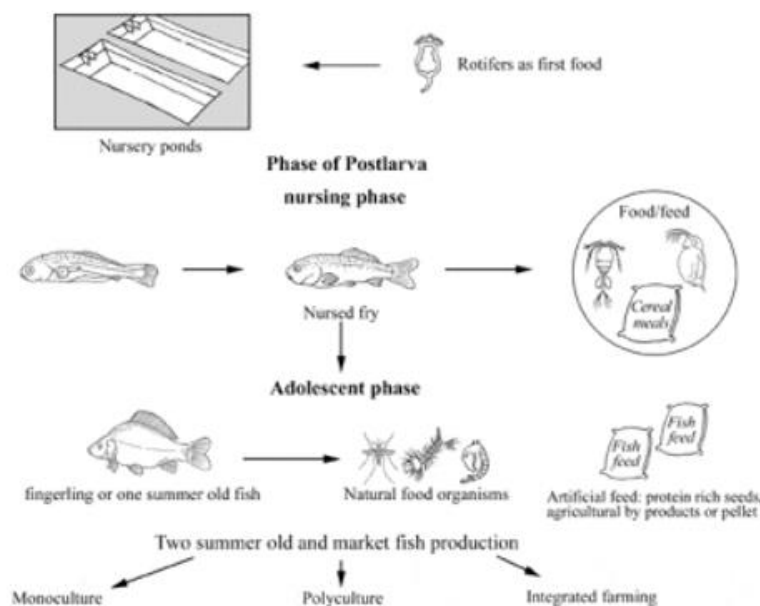 Rotifers as first food
Nursery ponds
Phase of Postlarva
nursing phase
Food/feed
Cereal
meals
Nursed fry
Adolescent phase
Fish
feed
Fish
feed
fingerling or one summer old fish
Natural food organisms
Artificial feed: protein rich seeds,
agricultural by products or pellet
Two summer old and market fish production
Monoculture
Polyculture
Integrated farming